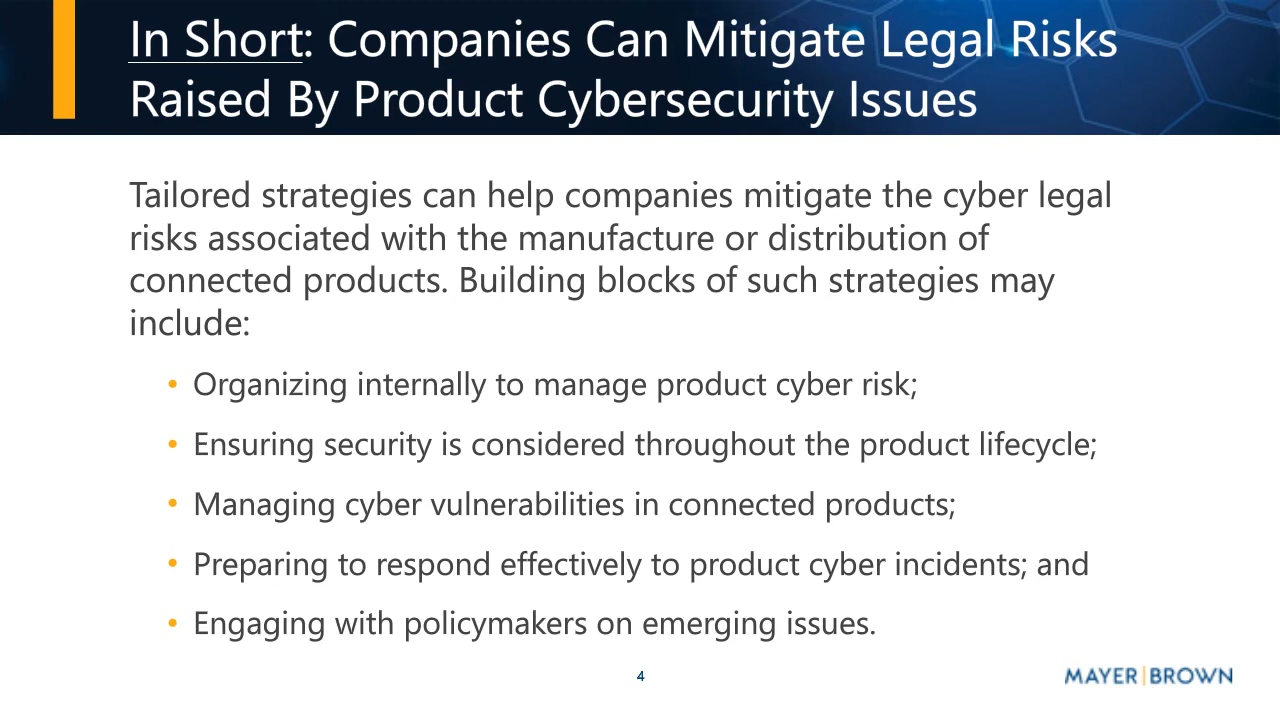 In Short: Companies Can Mitigate Legal Risks
Raised By Product Cybersecurity Issues
Tailored strategies can help companies mitigate the cyber legal
risks associated with the manufacture or distribution of
connected products. Building blocks of such strategies may
include:
• Organizing internally to manage product cyber risk;
• Ensuring security is considered throughout the product lifecycle;
• Managing cyber vulnerabilities in connected products;
• Preparing to respond effectively to product cyber incidents; and
• Engaging with policymakers on emerging issues.
4
MAYER|BROWN